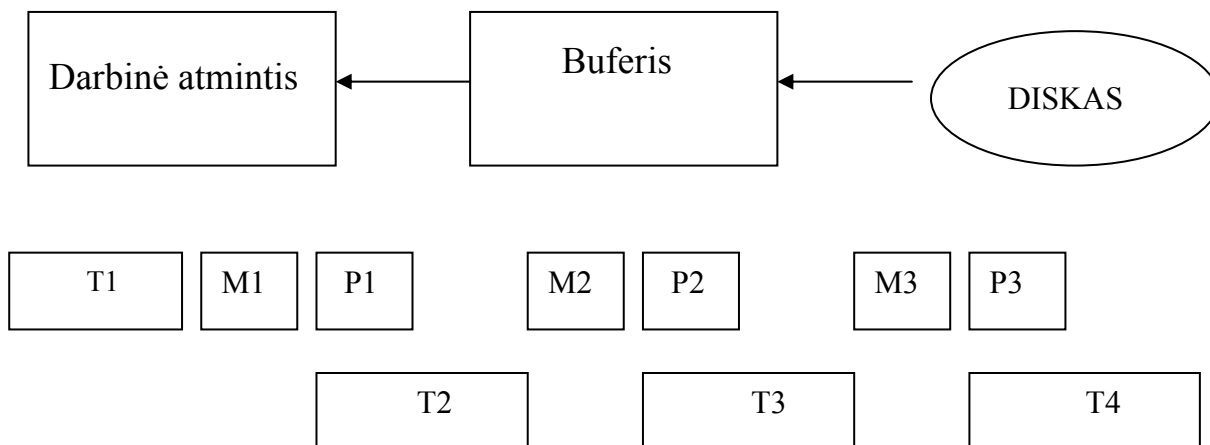 Darbinė atmintis
Buferis
DISKAS
T1
M1
P1
M2
P2
M3
P3
T2
T3
T4